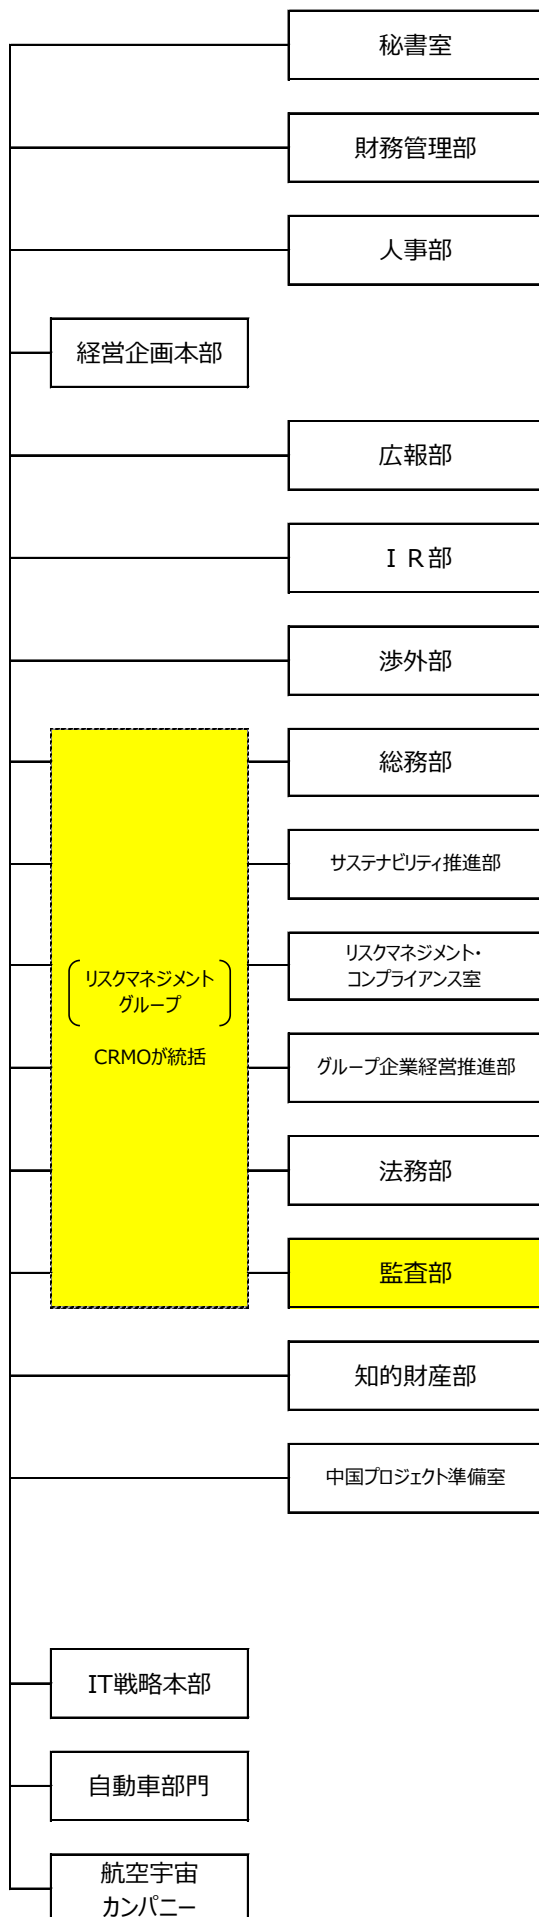 秘書室
財務管理部
人事部
経営企画本部
広報部
ＩＲ部
渉外部
総務部
サステナビリティ推進部
リスクマネジメント・
コンプライアンス室
リスクマネジメント
グループ
CRMOが統括
グループ企業経営推進部
法務部
監査部
知的財産部
中国プロジェクト準備室
IT戦略本部
自動車部門
航空宇宙
カンパニー